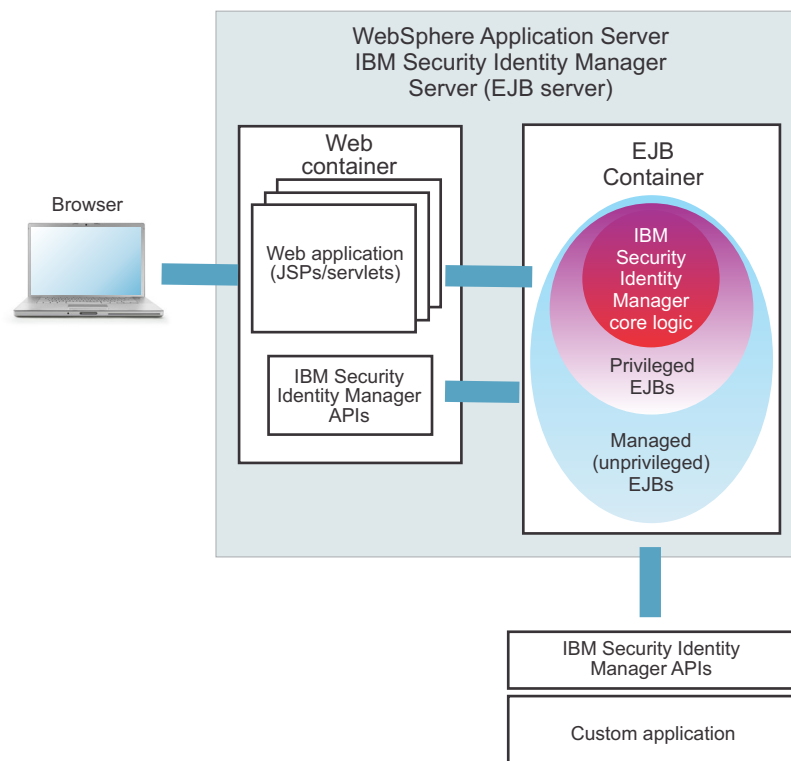 WebSphere Application Server
IBM Security Identity Manager
Server (EJB server)
Web
container
EJB
Container
Browser
Web application
(JSPs/servlets)
IBM
Security
Identity
Manager
core logic
IBM Security
Identity Manager
APIs
Privileged
EJBs
Managed
(unprivileged)
EJBs
IBM Security Identity
Manager APIs
Custom application